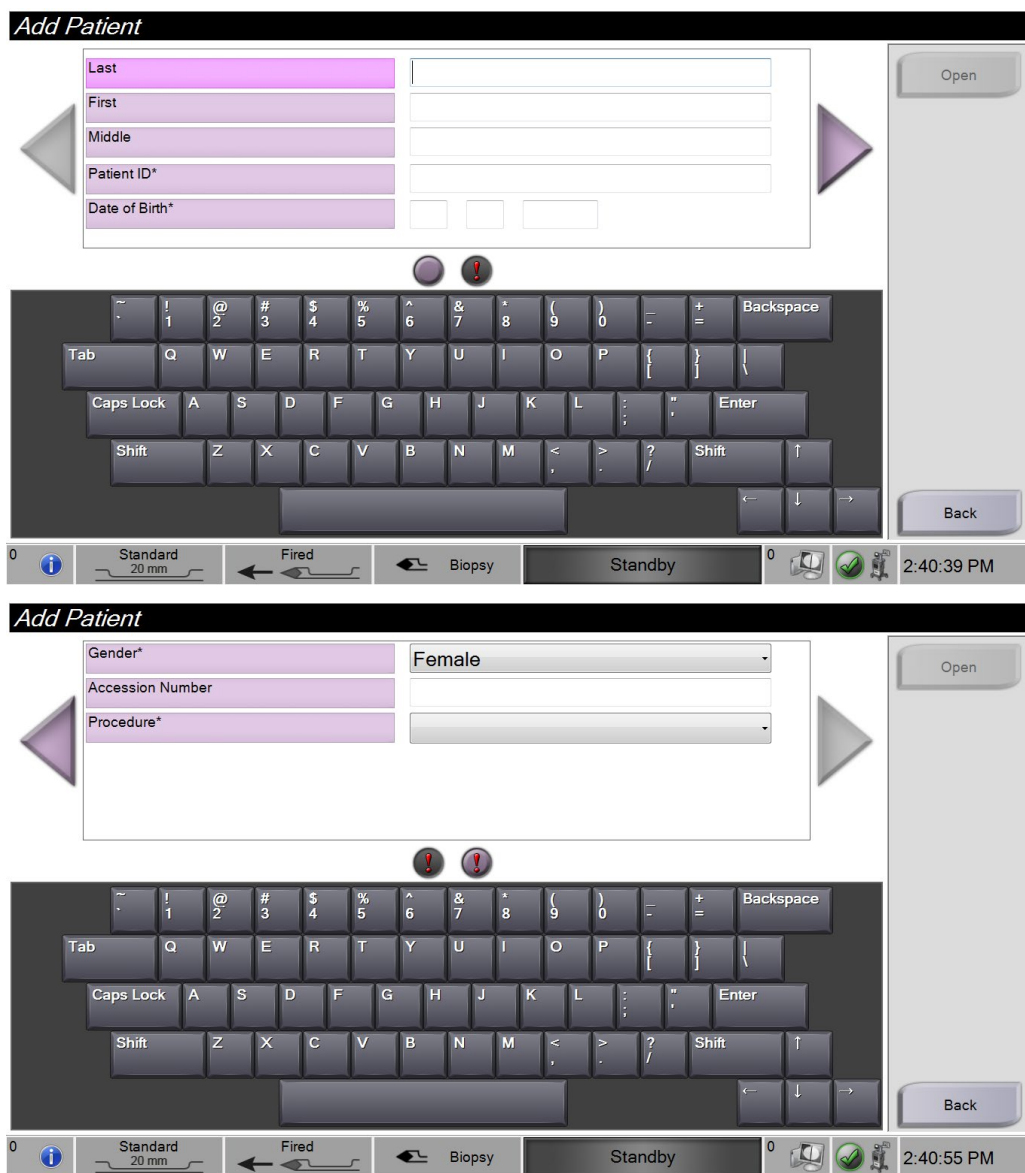 Add Patient
Last
Open
First
Middle
Patient ID*
Date of Birth*
! !
~ ! @ # $ % ^ & * ( ) _ + Backspace
` 1 2 3 4 5 6 7 8 9 0 - =
Tab Q W E R T Y U I O P { } |
[ ] \
Caps Lock A S D F G H J K L : " Enter
; '
Shift Z X C V B N M < > ? Shift ↑
, . /
← ↓ →
Back
0 i Standard 20 mm Fired Biopsy Standby 0 2:40:39 PM
Add Patient
Gender* Female
Open
Accession Number
Procedure*
! !
~ ! @ # $ % ^ & * ( ) _ + Backspace
` 1 2 3 4 5 6 7 8 9 0 - =
Tab Q W E R T Y U I O P { } |
[ ] \
Caps Lock A S D F G H J K L : " Enter
; '
Shift Z X C V B N M < > ? Shift ↑
, . /
← ↓ →
Back
0 i Standard 20 mm Fired Biopsy Standby 0 2:40:55 PM